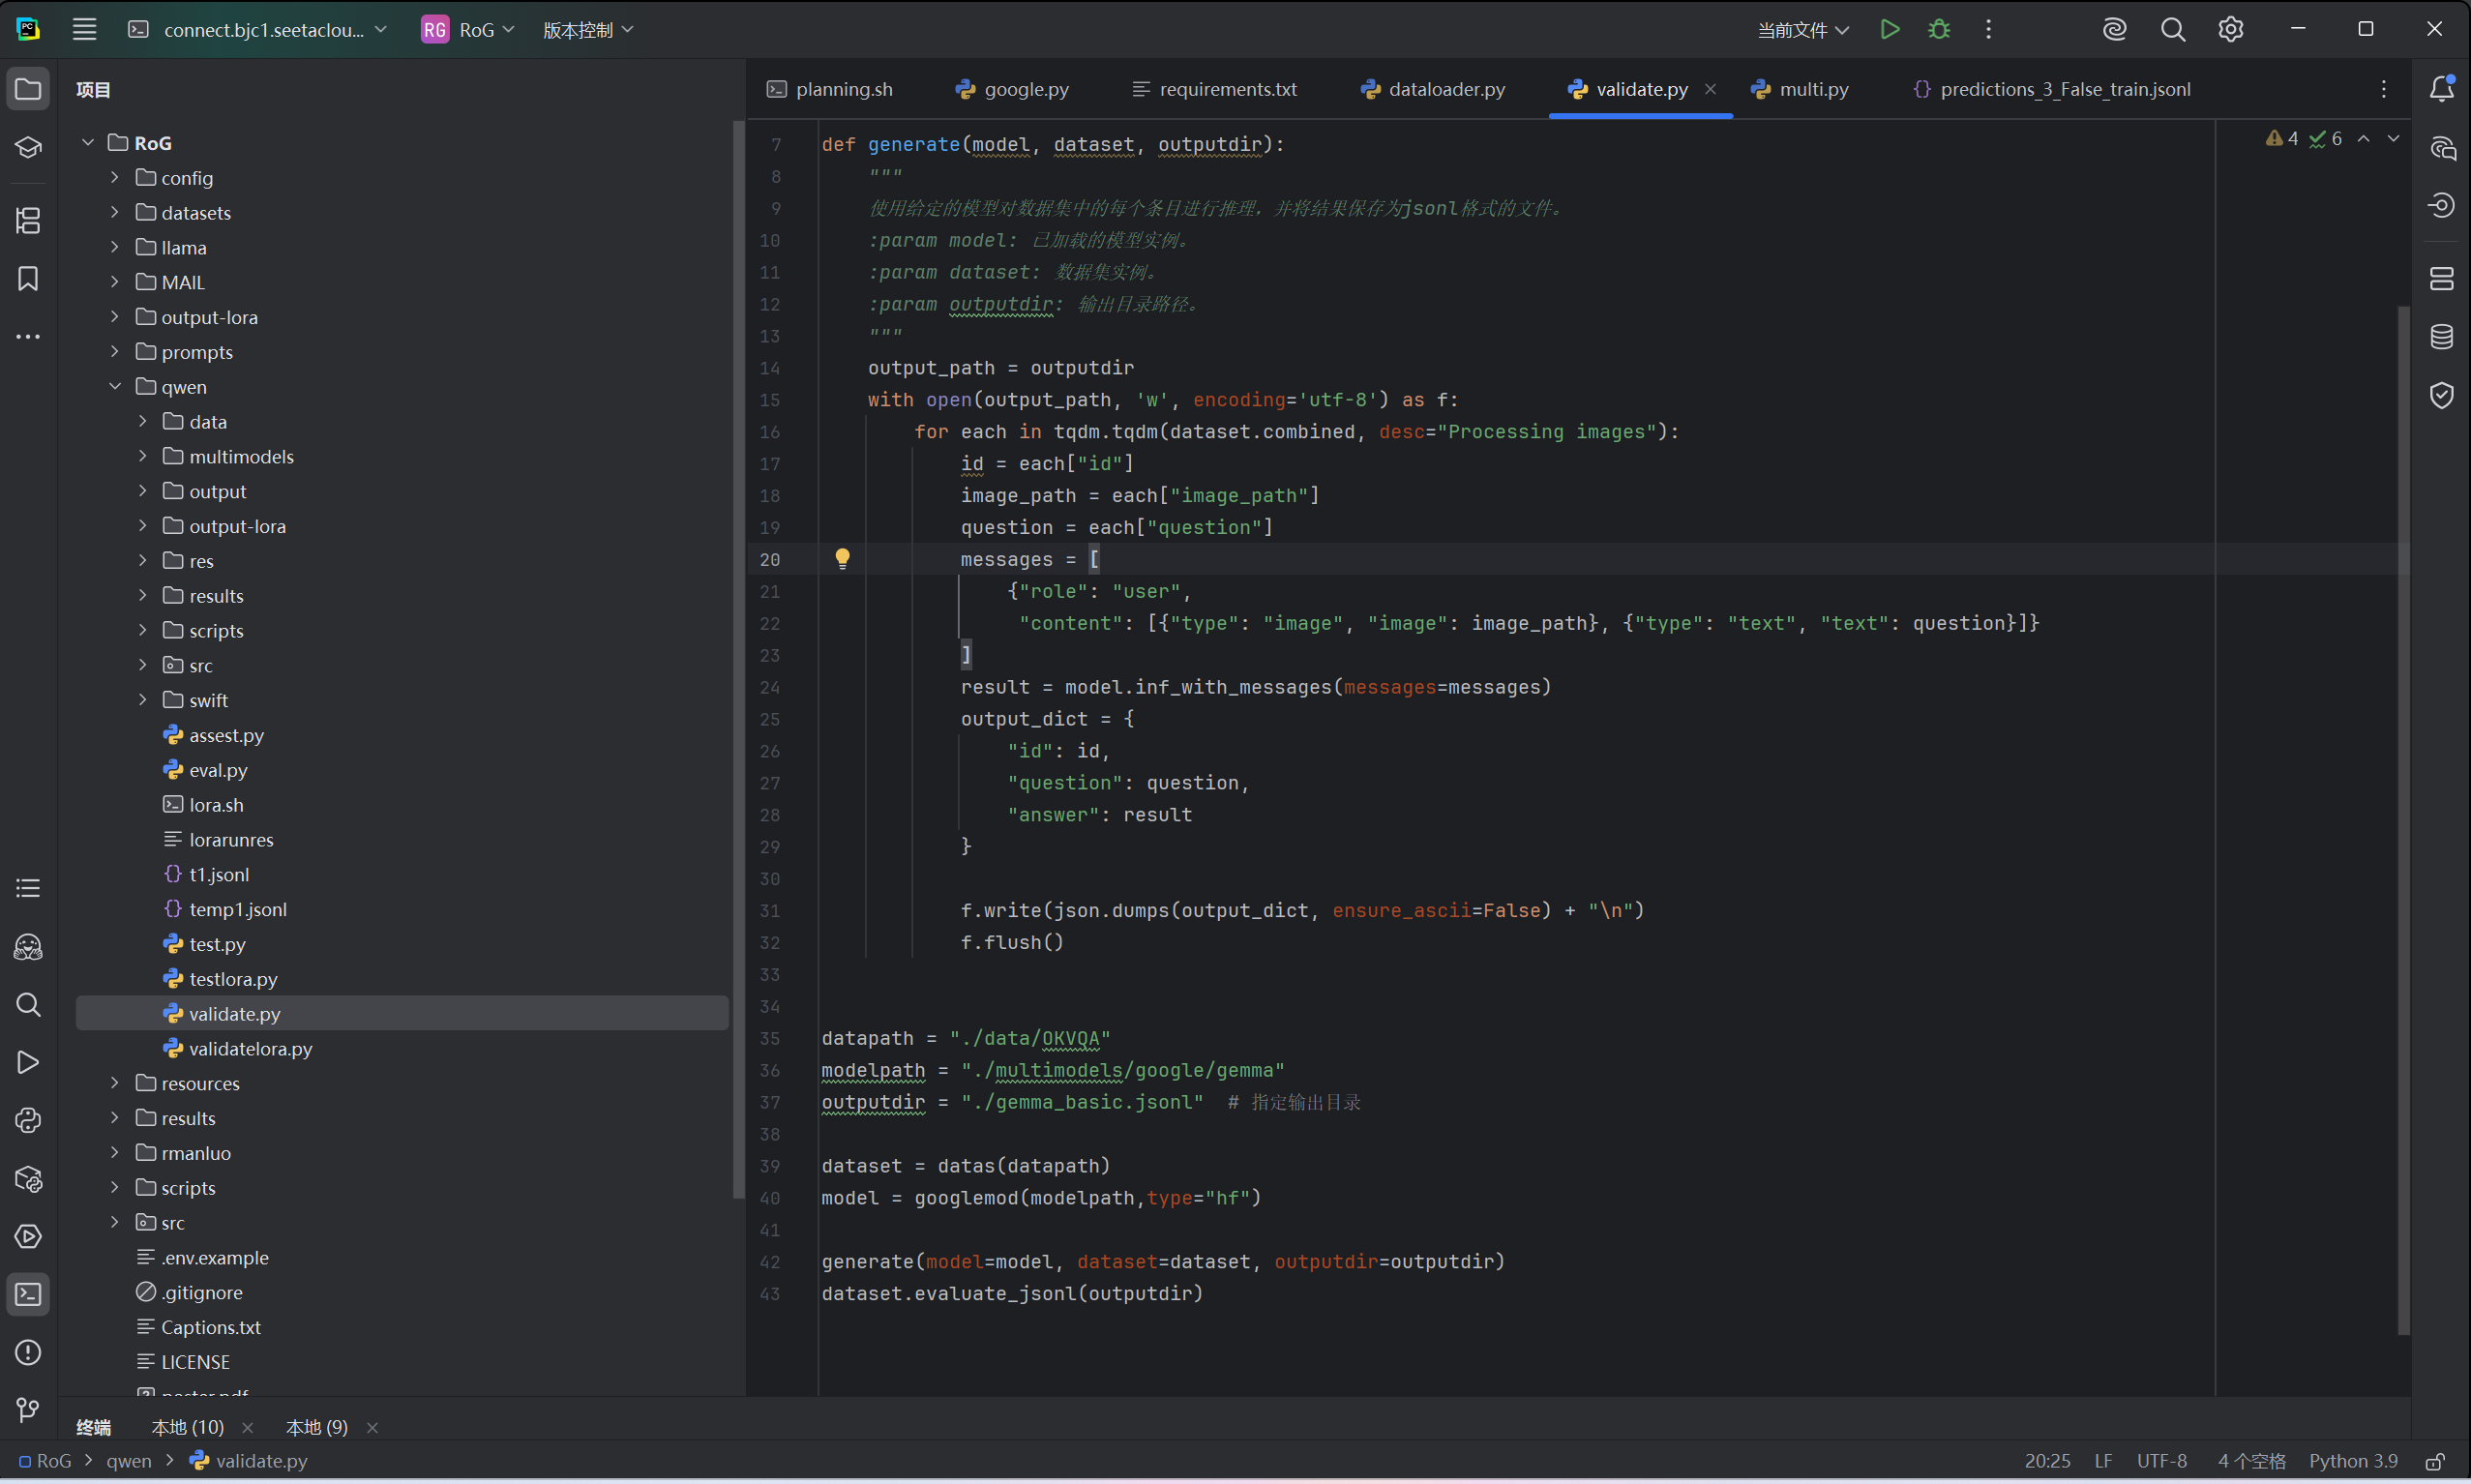 PC
connect.bjc1.seetaclou...
RG
RoG
版本控制
当前文件
项目
planning.sh
google.py
requirements.txt
dataloader.py
validate.py
multi.py
predictions_3_False_train.jsonl
RoG
config
datasets
llama
MAIL
output-lora
prompts
qwen
data
multimodels
output
output-lora
res
results
scripts
src
swift
assest.py
eval.py
lora.sh
lorarunres
t1.jsonl
temp1.jsonl
test.py
testlora.py
validate.py
validatelora.py
resources
results
rmanluo
scripts
src
.env.example
.gitignore
Captions.txt
LICENSE
4 6
7 def generate(model, dataset, outputdir):
8 """
9 使用给定的模型对数据集中的每个条目进行推理，并将结果保存为jsonl格式的文件。
10 :param model: 已加载的模型实例。
11 :param dataset: 数据集实例。
12 :param outputdir: 输出目录路径。
13 """
14 output_path = outputdir
15 with open(output_path, 'w', encoding='utf-8') as f:
16 for each in tqdm.tqdm(dataset.combined, desc="Processing images"):
17 id = each["id"]
18 image_path = each["image_path"]
19 question = each["question"]
20 messages = [
21 {"role": "user",
22 "content": [{"type": "image", "image": image_path}, {"type": "text", "text": question}]}
23 ]
24 result = model.inf_with_messages(messages=messages)
25 output_dict = {
26 "id": id,
27 "question": question,
28 "answer": result
29 }
30
31 f.write(json.dumps(output_dict, ensure_ascii=False) + "\n")
32 f.flush()
33
34
35 datapath = "./data/OKVQA"
36 modelpath = "./multimodels/google/gemma"
37 outputdir = "./gemma_basic.jsonl"  # 指定输出目录
38
39 dataset = datas(datapath)
40 model = googlemod(modelpath,type="hf")
41
42 generate(model=model, dataset=dataset, outputdir=outputdir)
43 dataset.evaluate_jsonl(outputdir)
终端 本地 (10) 本地 (9)
RoG > qwen > validate.py
20:25 LF UTF-8 4 个空格 Python 3.9